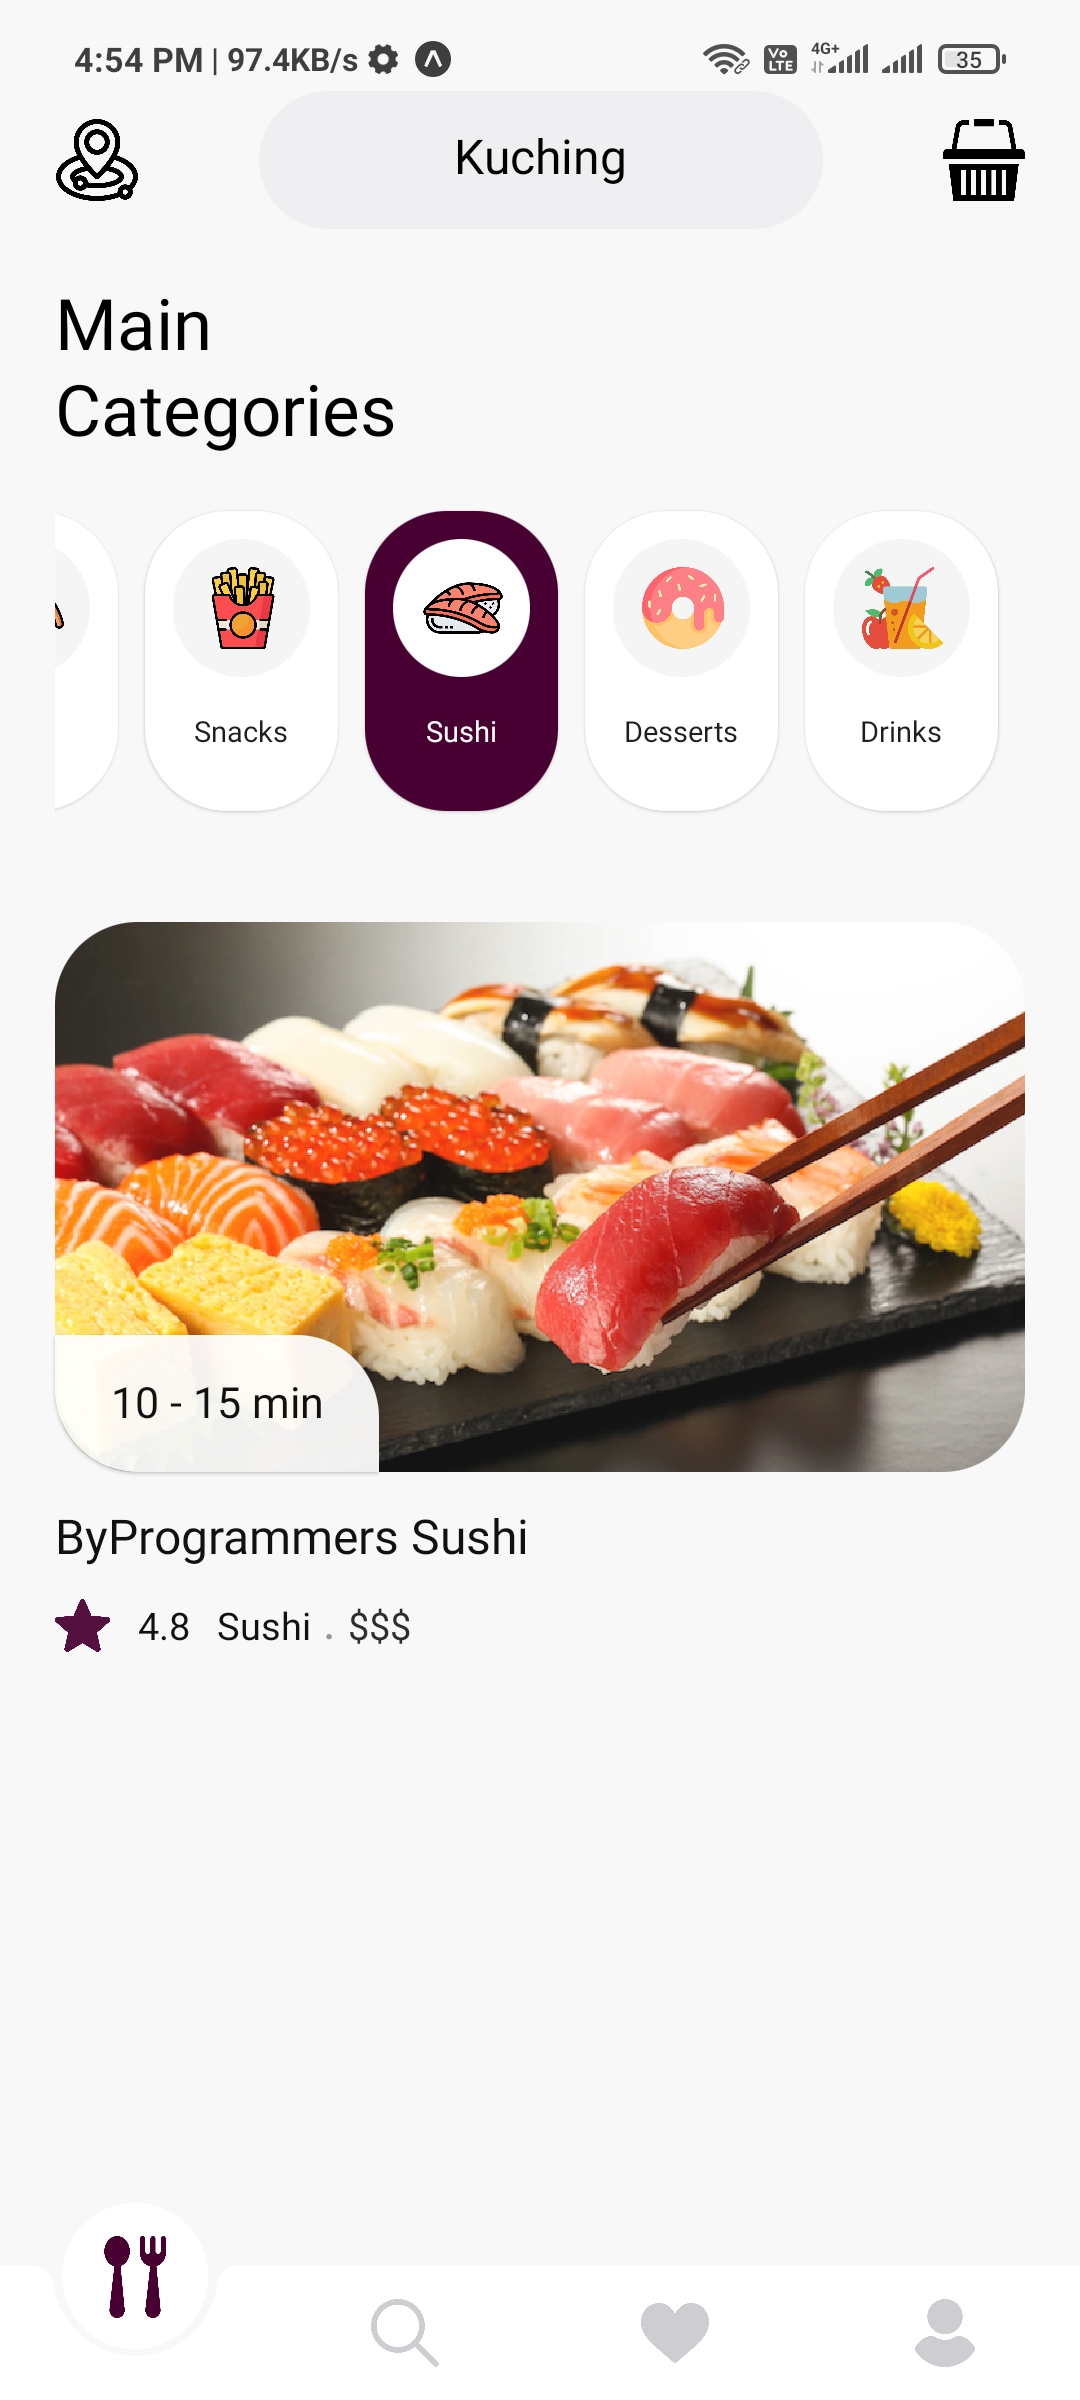 4:54 PM | 97.4KB/s
Vo LTE 4G+ 35
Kuching
Main
Categories
Snacks Sushi Desserts Drinks
10 - 15 min
ByProgrammers Sushi
4.8 Sushi . $$$